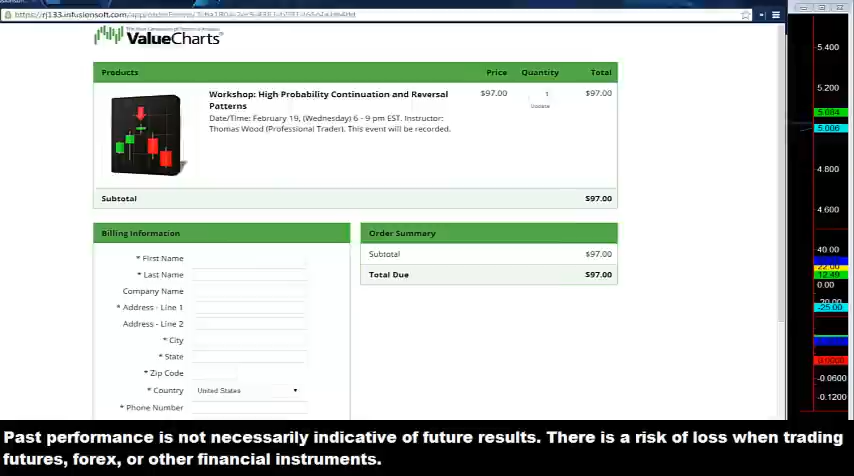 https://rj133.infusionsoft.com/app/orderForms/
ValueCharts
Products Price Quantity Total
Workshop: High Probability Continuation and Reversal $97.00 1 $97.00
Patterns Update
Date/Time: February 19, (Wednesday) 6 - 9 pm EST. Instructor:
Thomas Wood (Professional Trader). This event will be recorded.
Subtotal $97.00
Billing Information
* First Name
* Last Name
Company Name
* Address - Line 1
Address - Line 2
* City
* State
* Zip Code
* Country United States
* Phone Number
Order Summary
Subtotal $97.00
Total Due $97.00
5.400
5.200
5.084
5.006
4.800
4.600
40.00
22.00
12.49
0.00
-20.00
-25.00
0.0000
-0.0600
-0.1200
Past performance is not necessarily indicative of future results. There is a risk of loss when trading
futures, forex, or other financial instruments.